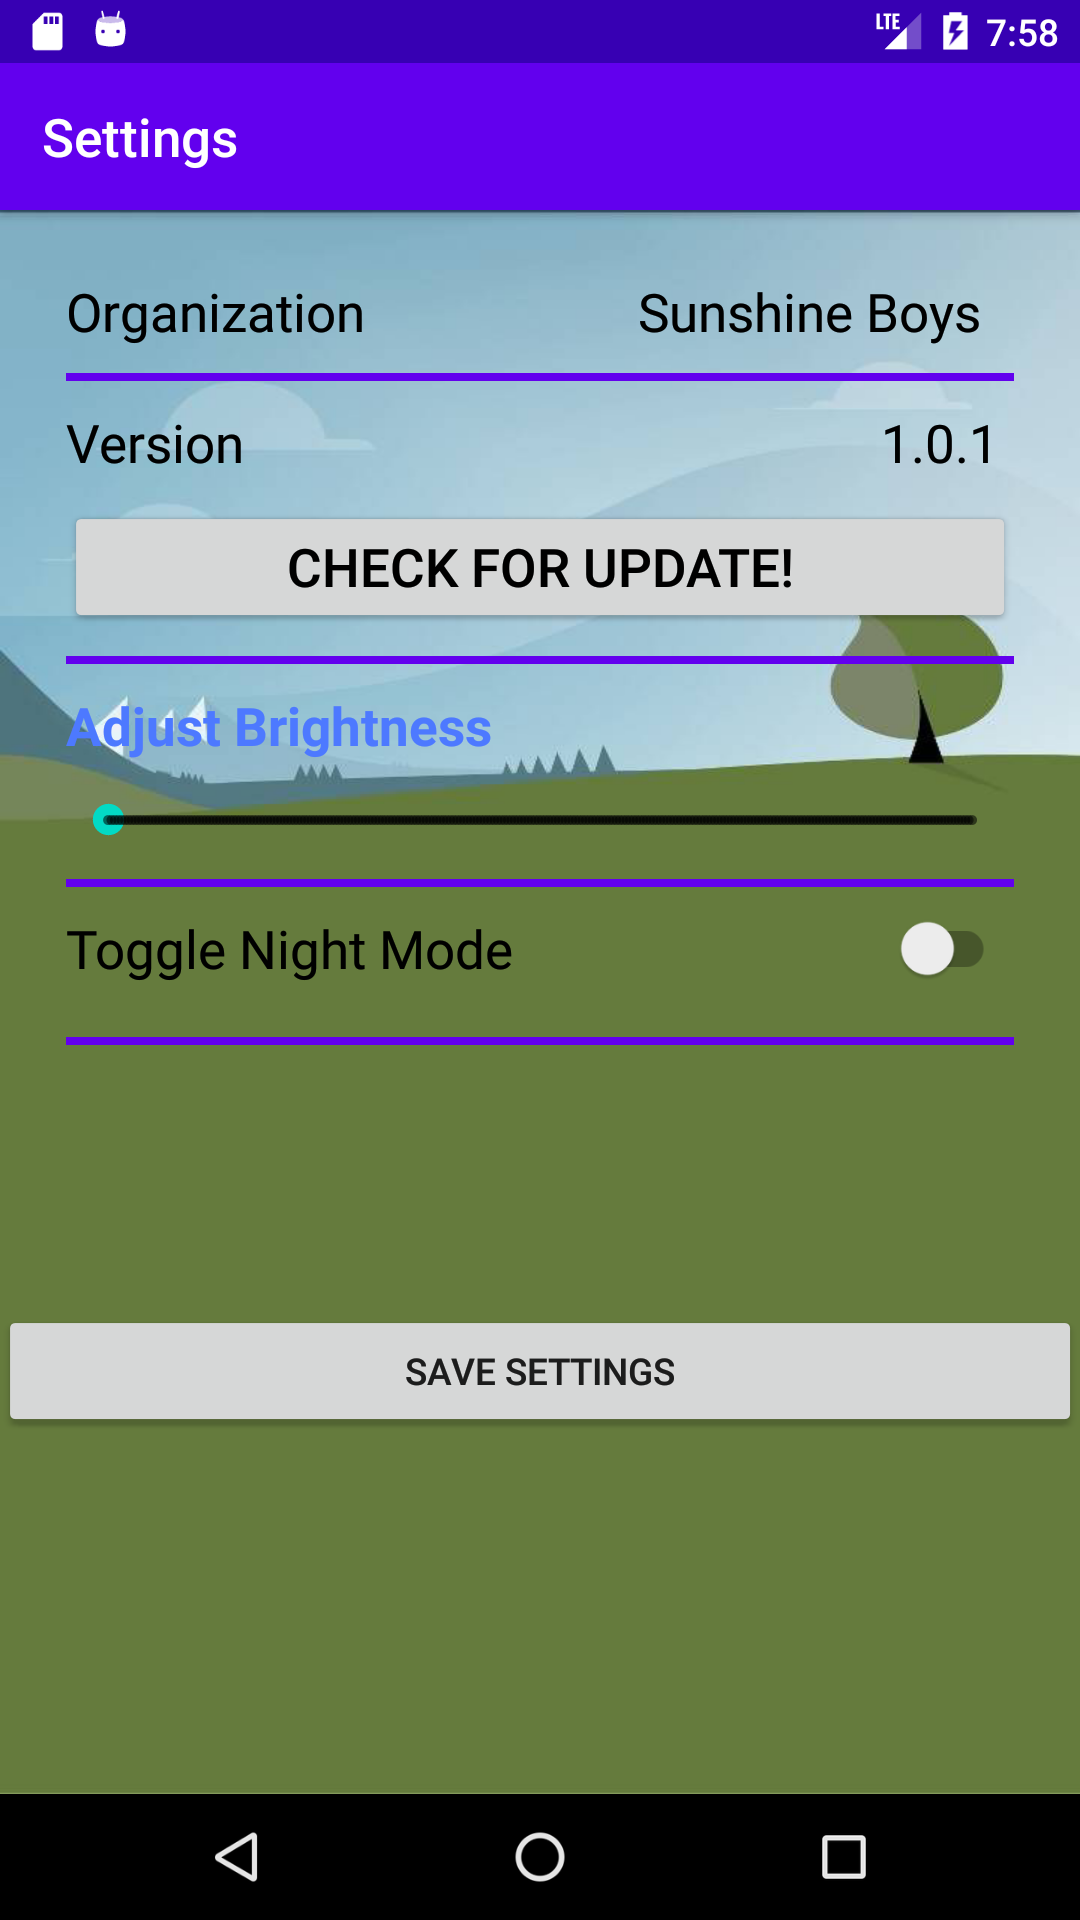 LTE 7:58
Settings
Organization Sunshine Boys
Version 1.0.1
CHECK FOR UPDATE!
Adjust Brightness
Toggle Night Mode
SAVE SETTINGS